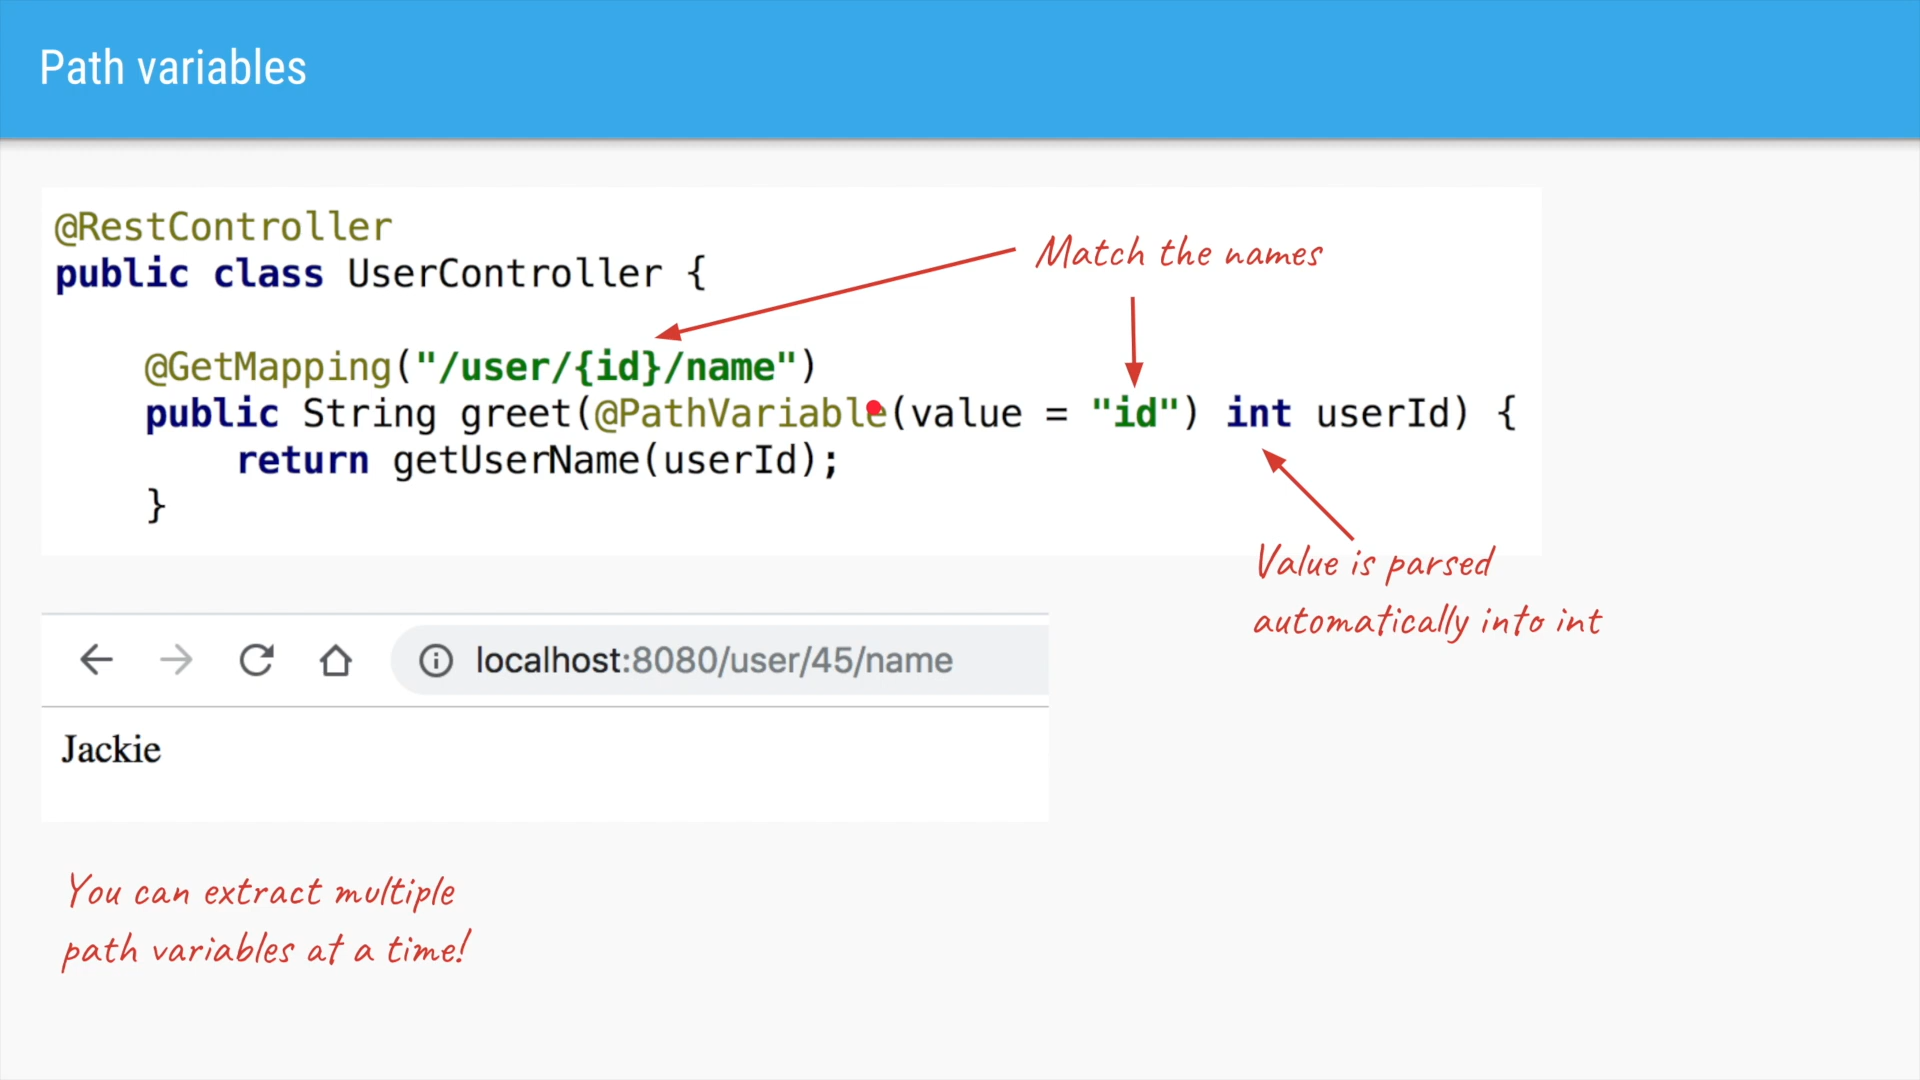 Path variables
@RestController
public class UserController {
Match the names
@GetMapping("/user/{id}/name")
public String greet(@PathVariable(value = "id") int userId) {
return getUserName(userId);
}
Value is parsed
automatically into int
localhost:8080/user/45/name
Jackie
You can extract multiple
path variables at a time!